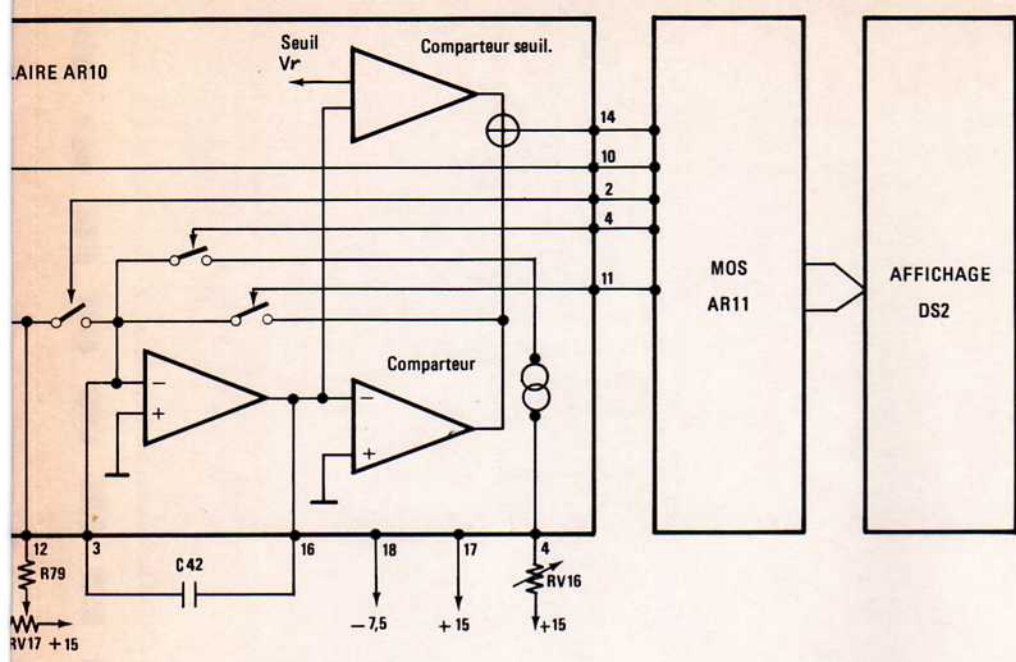 Seuil
Vr
Comparteur seuil.
LAIRE AR10
14
10
2
4
11
MOS
AR11
AFFICHAGE
DS2
Comparteur
−
+
−
+
12
3
16
18
17
4
R79
C42
RV16
−7,5
+15
+15
RV17 +15